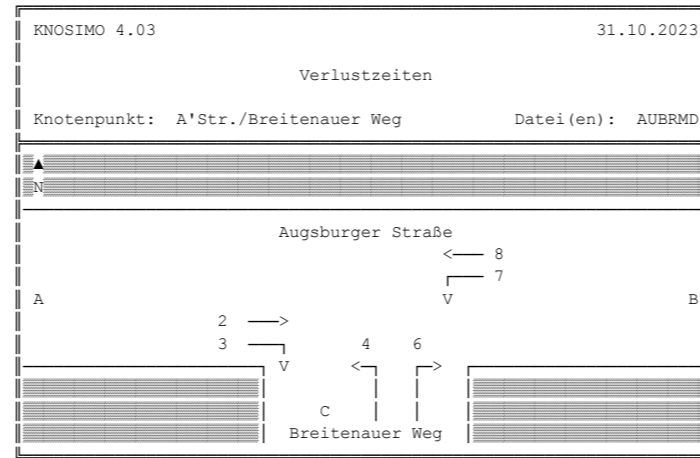 KNOSIMO 4.03 31.10.2023
Verlustzeiten
Knotenpunkt: A'Str./Breitenauer Weg Datei(en): AUBRMD
N
Augsburger Straße
8
7
A V B
2
3 4 6
V
C
Breitenauer Weg